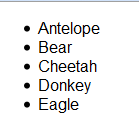 • Antelope
• Bear
• Cheetah
• Donkey
• Eagle